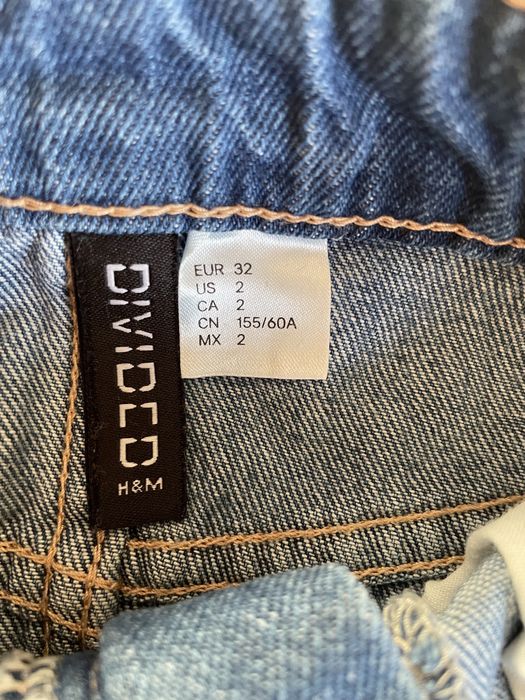 DIVIDED
H&M
EUR 32
US 2
CA 2
CN 155/60A
MX 2